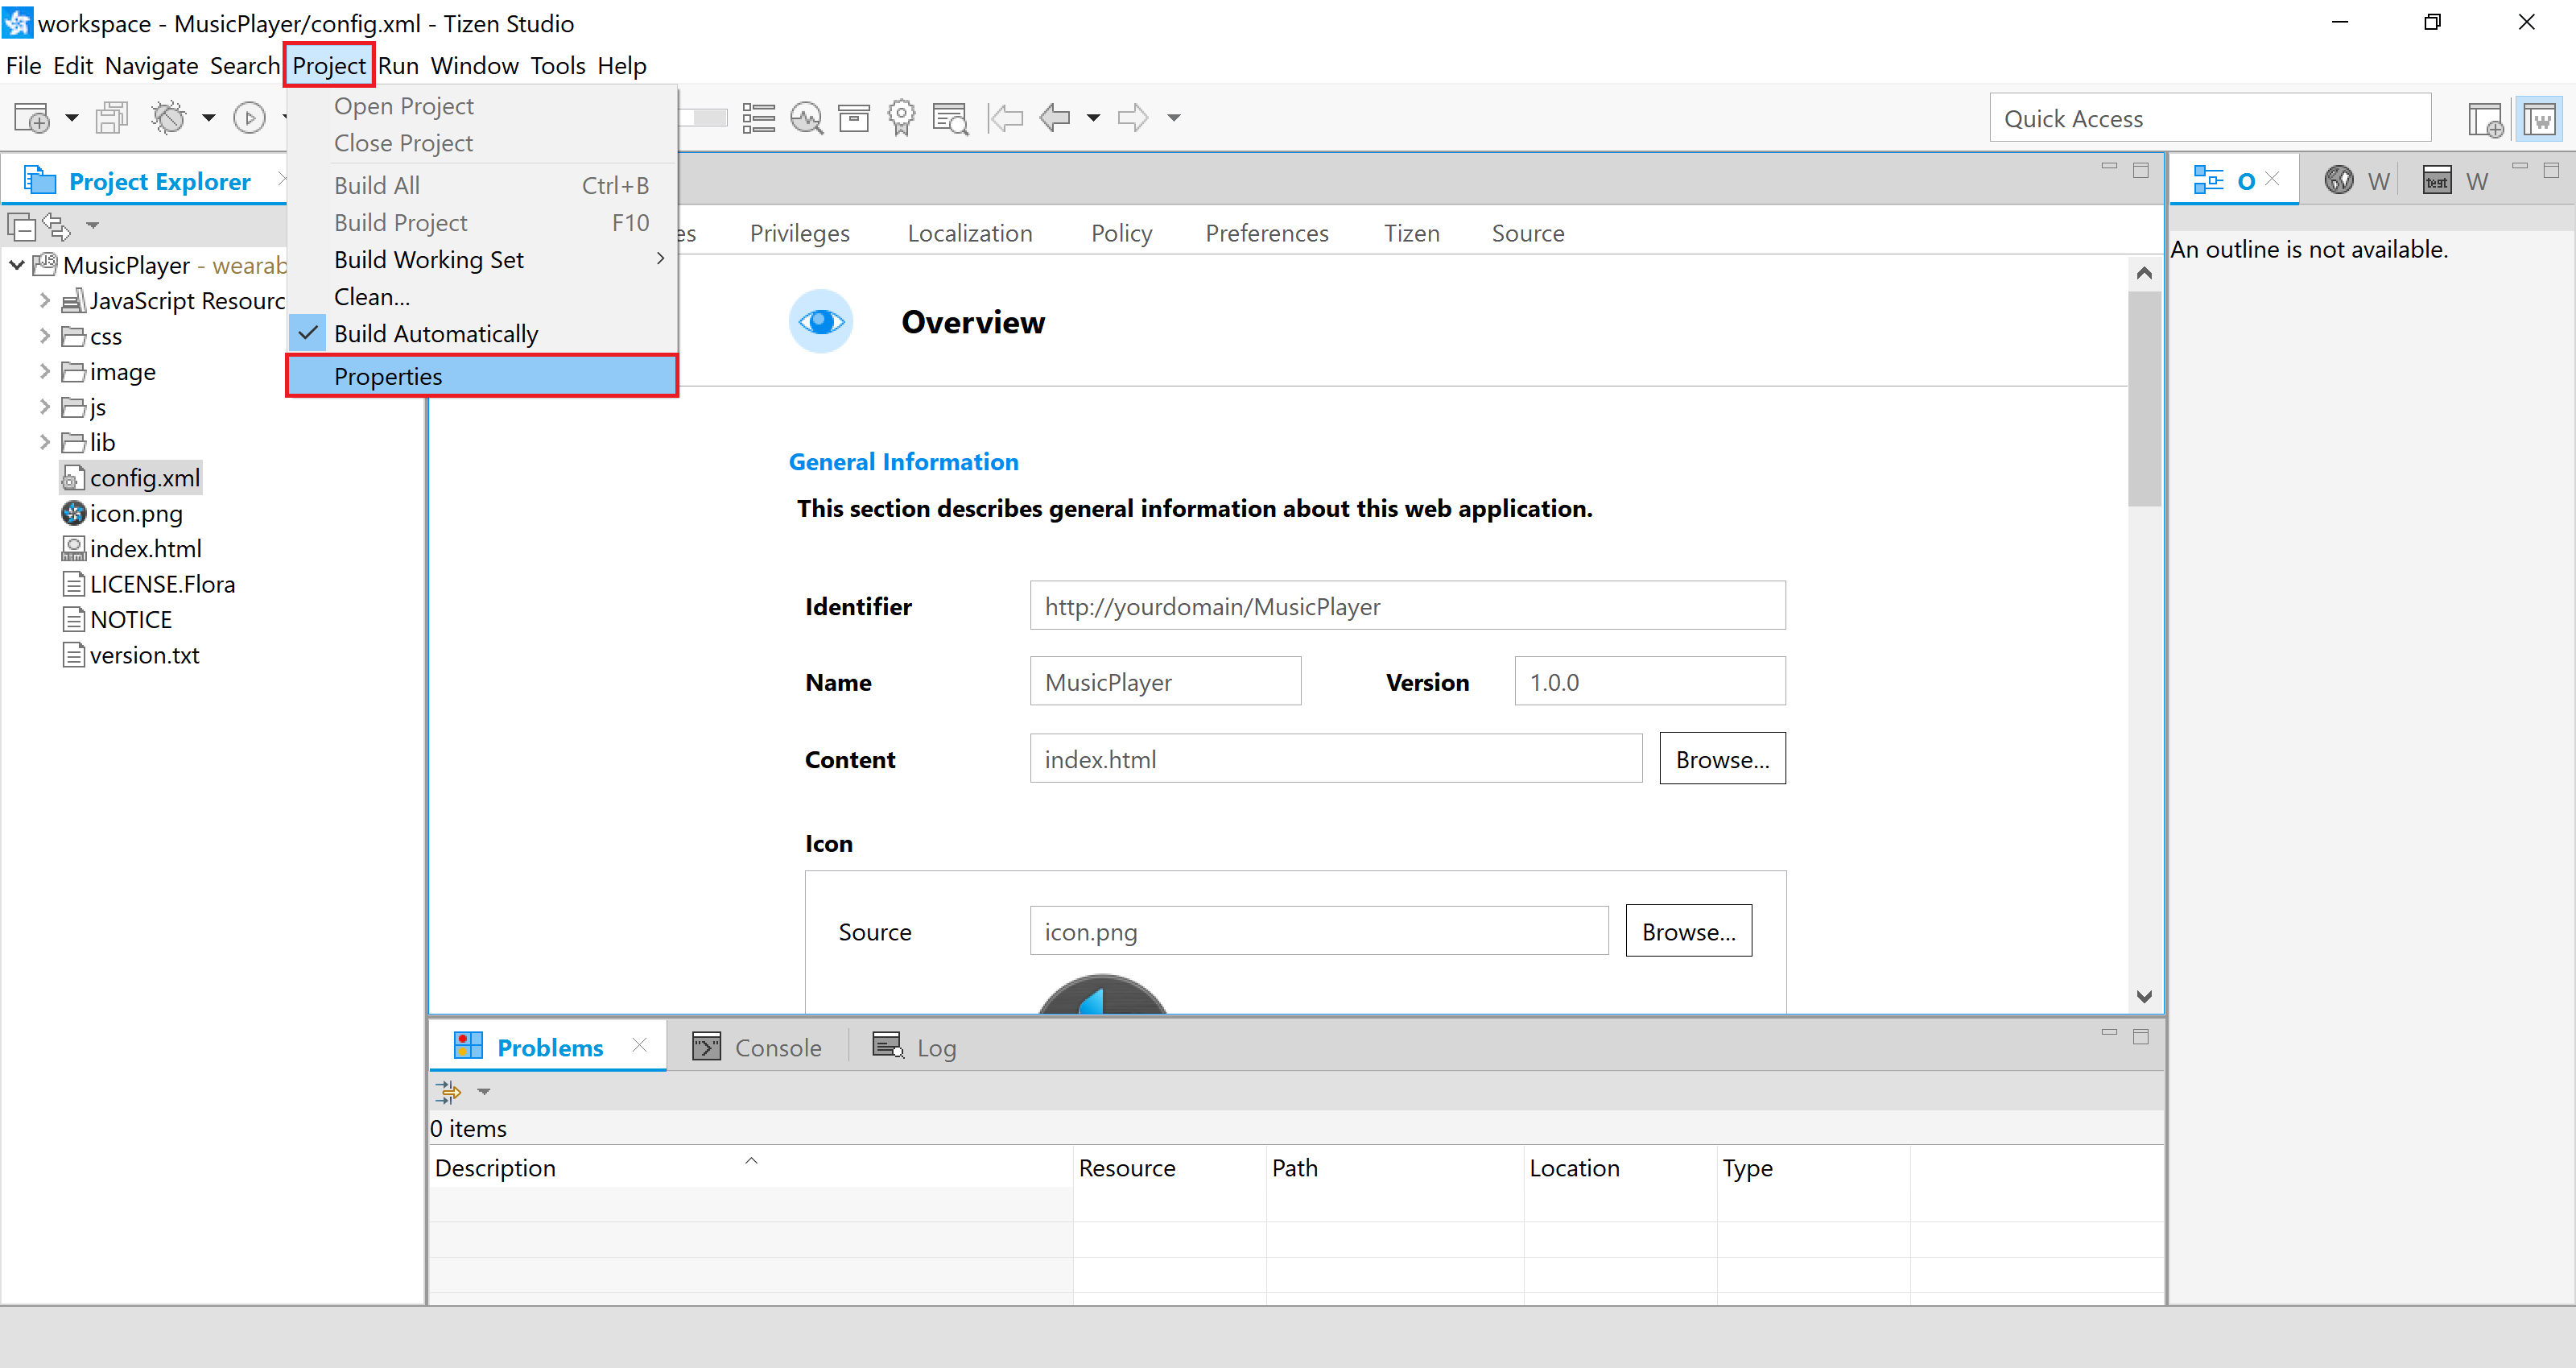 workspace - MusicPlayer/config.xml - Tizen Studio
File Edit Navigate Search Project Run Window Tools Help
Open Project
Close Project
Build All Ctrl+B
Build Project F10
Build Working Set
Clean...
Build Automatically
Properties
Quick Access
Project Explorer
MusicPlayer - wearab
JavaScript Resourc
css
image
js
lib
config.xml
icon.png
index.html
LICENSE.Flora
NOTICE
version.txt
es Privileges Localization Policy Preferences Tizen Source
Overview
General Information
This section describes general information about this web application.
Identifier http://yourdomain/MusicPlayer
Name MusicPlayer Version 1.0.0
Content index.html Browse...
Icon
Source icon.png Browse...
O W test W
An outline is not available.
Problems Console Log
0 items
Description Resource Path Location Type